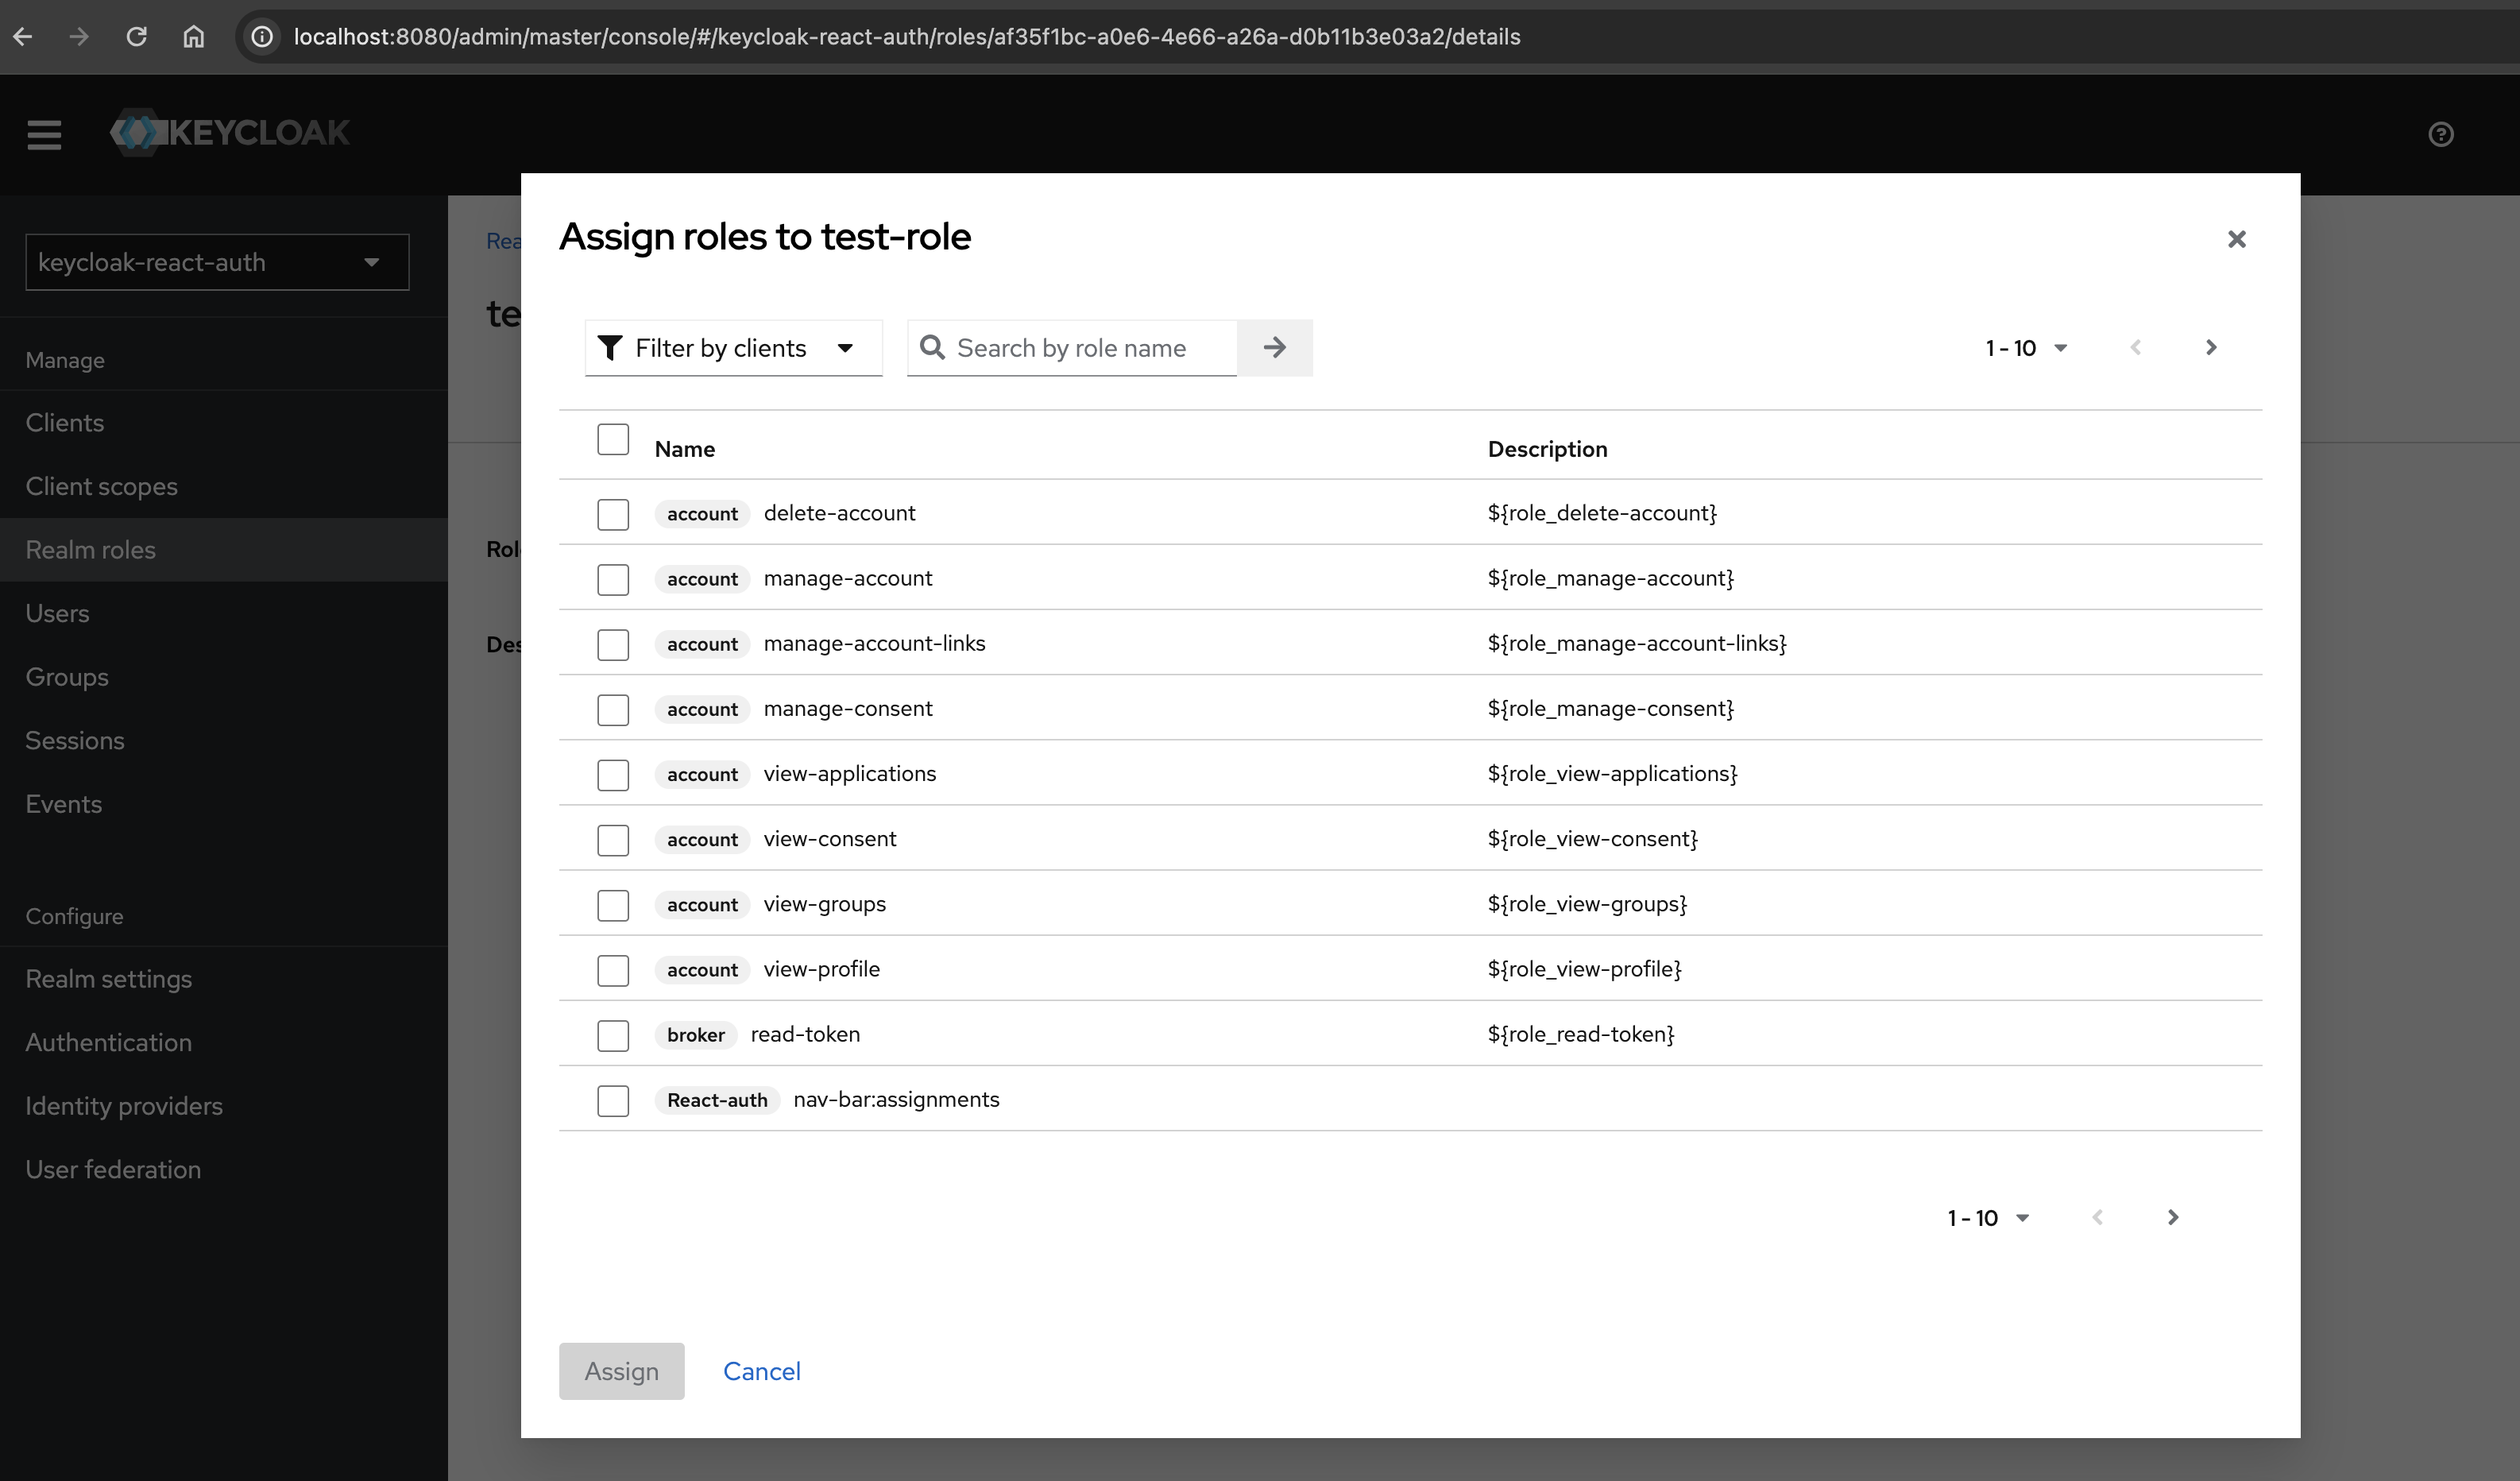 localhost:8080/admin/master/console/#/keycloak-react-auth/roles/af35f1bc-a0e6-4e66-a26a-d0b11b3e03a2/details
KEYCLOAK
keycloak-react-auth
Manage
Clients
Client scopes
Realm roles
Users
Groups
Sessions
Events
Configure
Realm settings
Authentication
Identity providers
User federation
Rea
te
Rol
Des
Assign roles to test-role
Filter by clients
Search by role name
1 - 10
Name Description
account delete-account ${role_delete-account}
account manage-account ${role_manage-account}
account manage-account-links ${role_manage-account-links}
account manage-consent ${role_manage-consent}
account view-applications ${role_view-applications}
account view-consent ${role_view-consent}
account view-groups ${role_view-groups}
account view-profile ${role_view-profile}
broker read-token ${role_read-token}
React-auth nav-bar:assignments
1 - 10
Assign Cancel